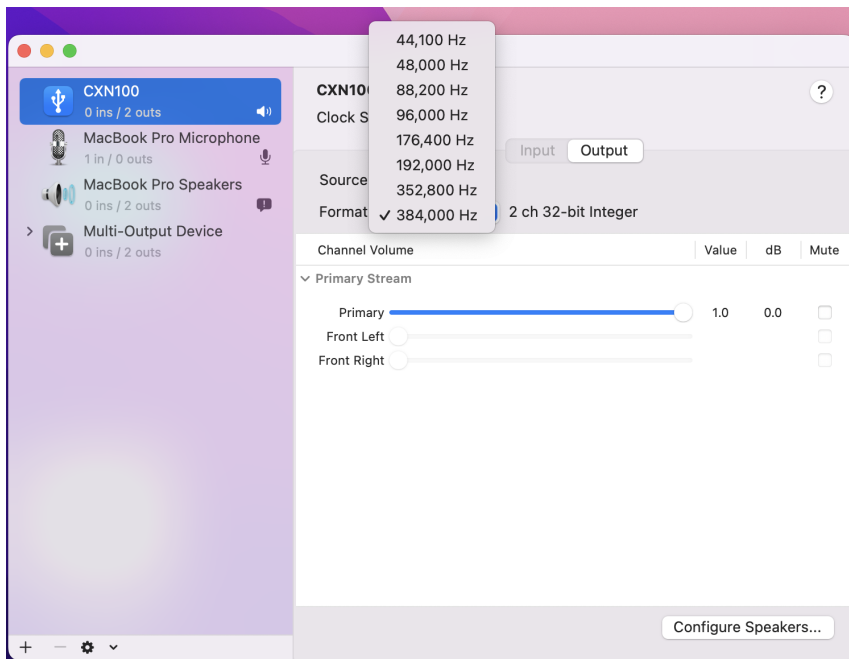 44,100 Hz
48,000 Hz
88,200 Hz
96,000 Hz
176,400 Hz
192,000 Hz
352,800 Hz
✓ 384,000 Hz
CXN100
0 ins / 2 outs
MacBook Pro Microphone
1 in / 0 outs
MacBook Pro Speakers
0 ins / 2 outs
Multi-Output Device
0 ins / 2 outs
CXN10
?
Clock S
Input Output
Source
Format 2 ch 32-bit Integer
Channel Volume Value dB Mute
Primary Stream
Primary 1.0 0.0
Front Left
Front Right
Configure Speakers...